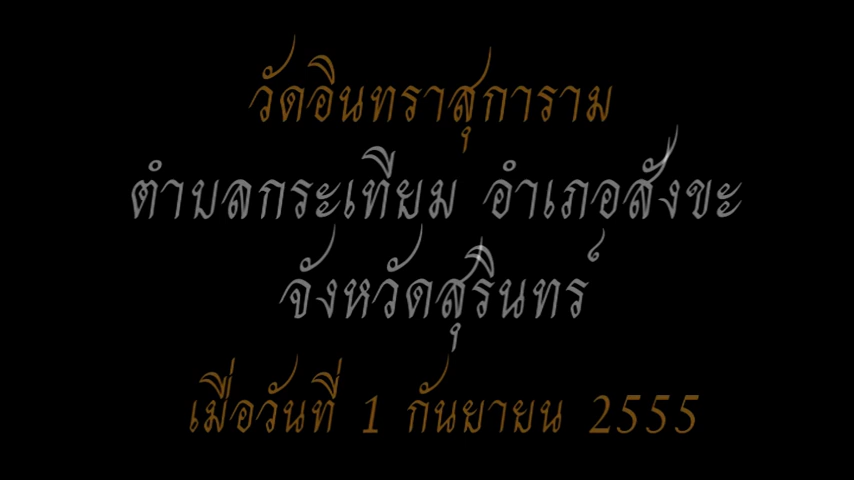 วัดอินทราสุการาม
ตำบลกระเทียม อำเภอสังขะ
จังหวัดสุรินทร์
เมื่อวันที่ 1 กันยายน 2555